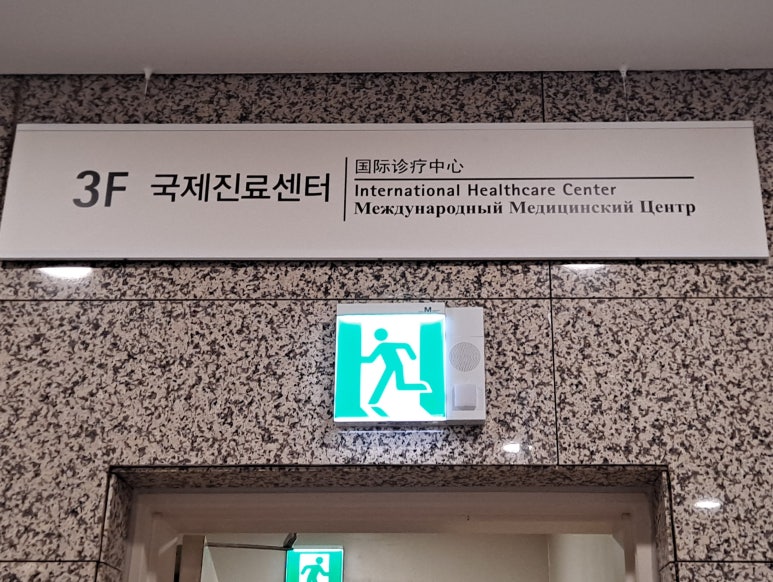 3F 국제진료센터
国际诊疗中心
International Healthcare Center
Международный Медицинский Центр
M